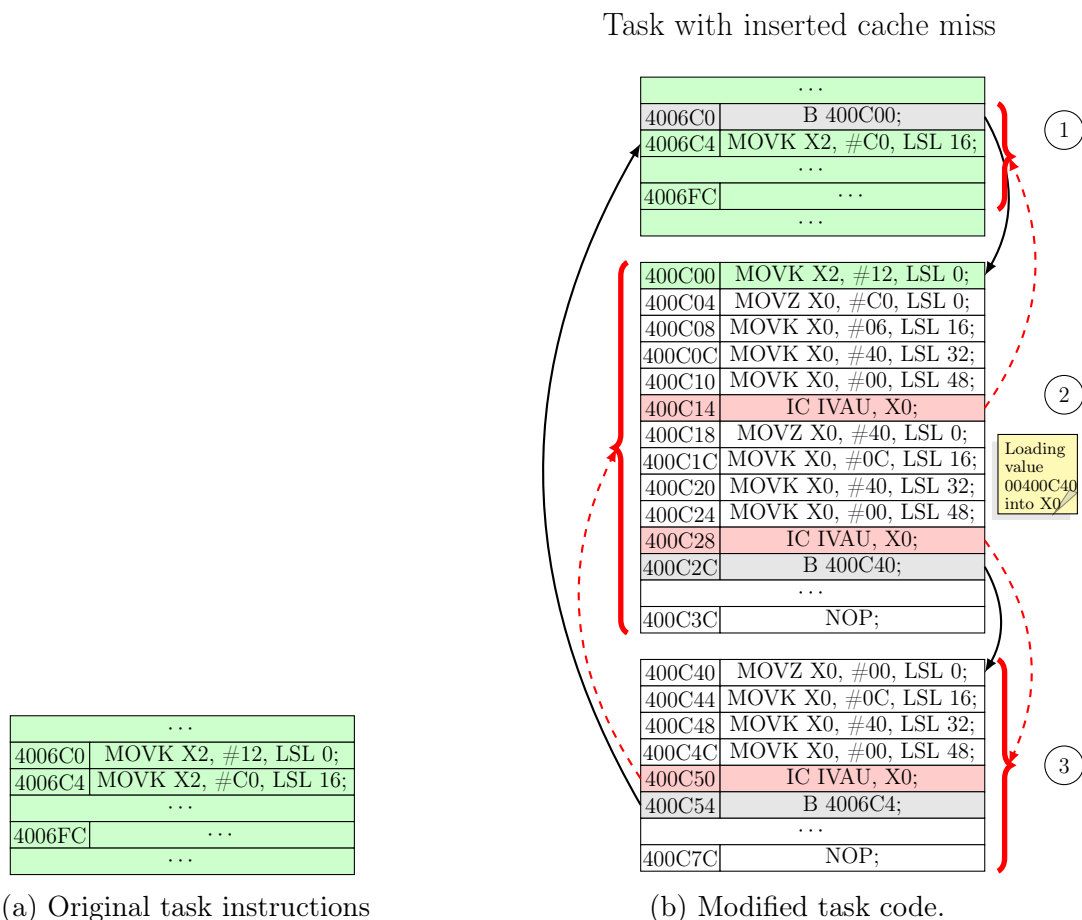 Task with inserted cache miss
· · ·
4006C0 B 400C00;
4006C4 MOVK X2, #C0, LSL 16;
· · ·
4006FC · · ·
· · ·
1
400C00 MOVK X2, #12, LSL 0;
400C04 MOVZ X0, #C0, LSL 0;
400C08 MOVK X0, #06, LSL 16;
400C0C MOVK X0, #40, LSL 32;
400C10 MOVK X0, #00, LSL 48;
400C14 IC IVAU, X0;
400C18 MOVZ X0, #40, LSL 0;
400C1C MOVK X0, #0C, LSL 16;
400C20 MOVK X0, #40, LSL 32;
400C24 MOVK X0, #00, LSL 48;
400C28 IC IVAU, X0;
400C2C B 400C40;
· · ·
400C3C NOP;
2
Loading
value
00400C40
into X0
400C40 MOVZ X0, #00, LSL 0;
400C44 MOVK X0, #0C, LSL 16;
400C48 MOVK X0, #40, LSL 32;
400C4C MOVK X0, #00, LSL 48;
400C50 IC IVAU, X0;
400C54 B 4006C4;
· · ·
400C7C NOP;
3
· · ·
4006C0 MOVK X2, #12, LSL 0;
4006C4 MOVK X2, #C0, LSL 16;
· · ·
4006FC · · ·
· · ·
(a) Original task instructions
(b) Modified task code.